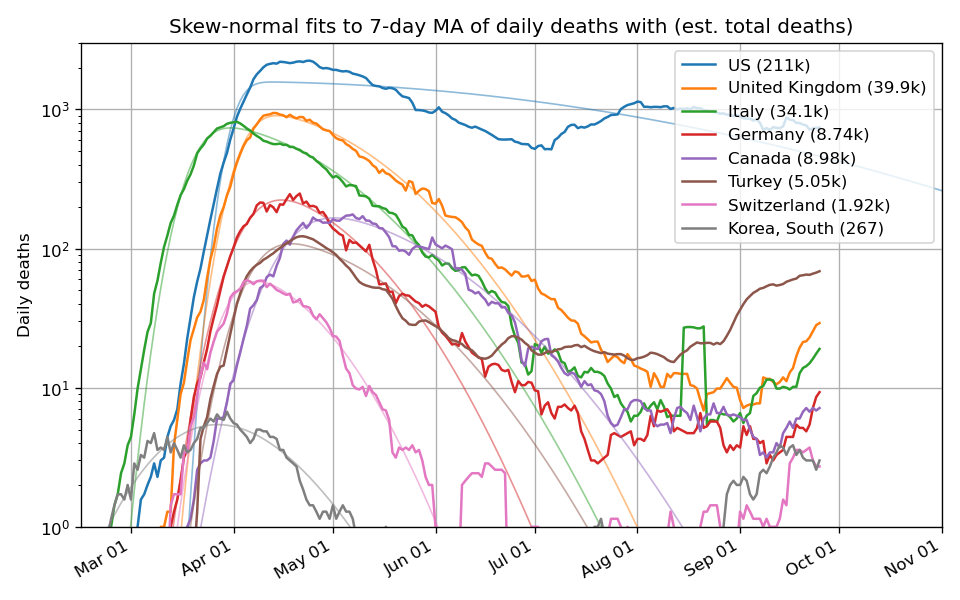 Skew-normal fits to 7-day MA of daily deaths with (est. total deaths)
Daily deaths
10³
10²
10¹
10⁰
US (211k)
United Kingdom (39.9k)
Italy (34.1k)
Germany (8.74k)
Canada (8.98k)
Turkey (5.05k)
Switzerland (1.92k)
Korea, South (267)
Mar 01
Apr 01
May 01
Jun 01
Jul 01
Aug 01
Sep 01
Oct 01
Nov 01